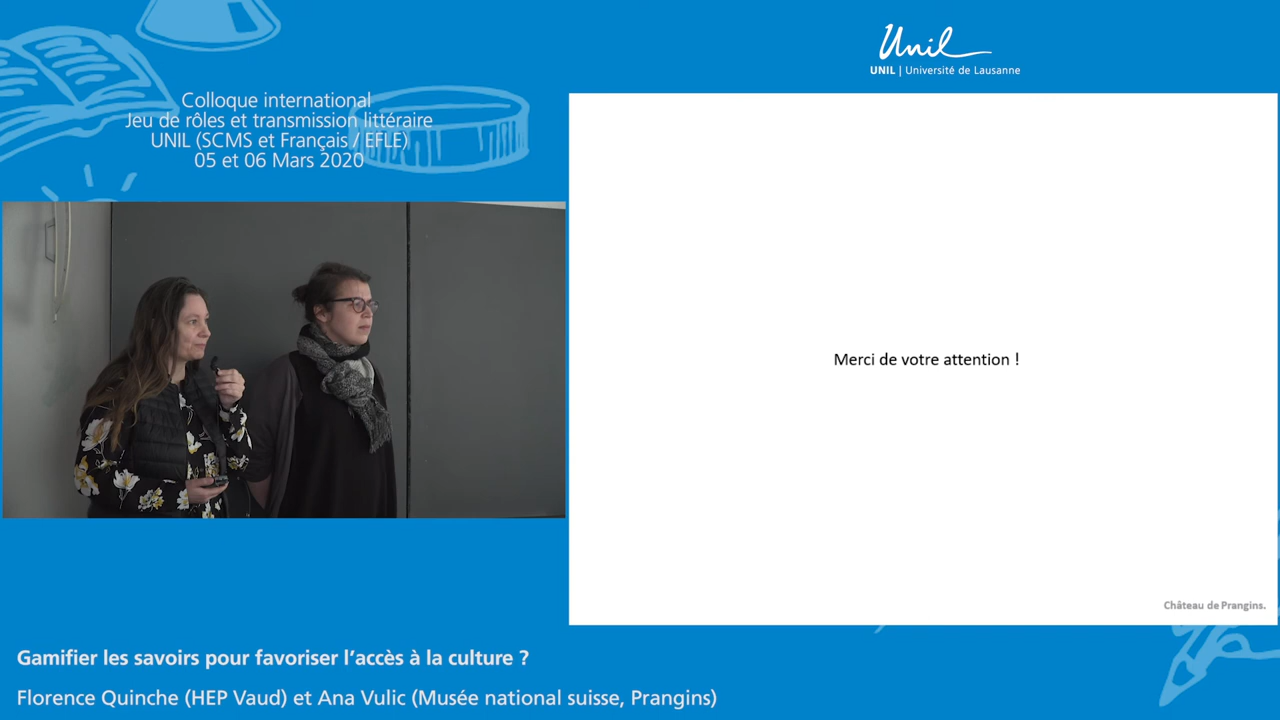 Unil
UNIL | Université de Lausanne
Colloque international
Jeu de rôles et transmission littéraire
UNIL (SCMS et Français / EFLE)
05 et 06 Mars 2020
Merci de votre attention !
Château de Prangins.
Gamifier les savoirs pour favoriser l'accès à la culture ?
Florence Quinche (HEP Vaud) et Ana Vulic (Musée national suisse, Prangins)